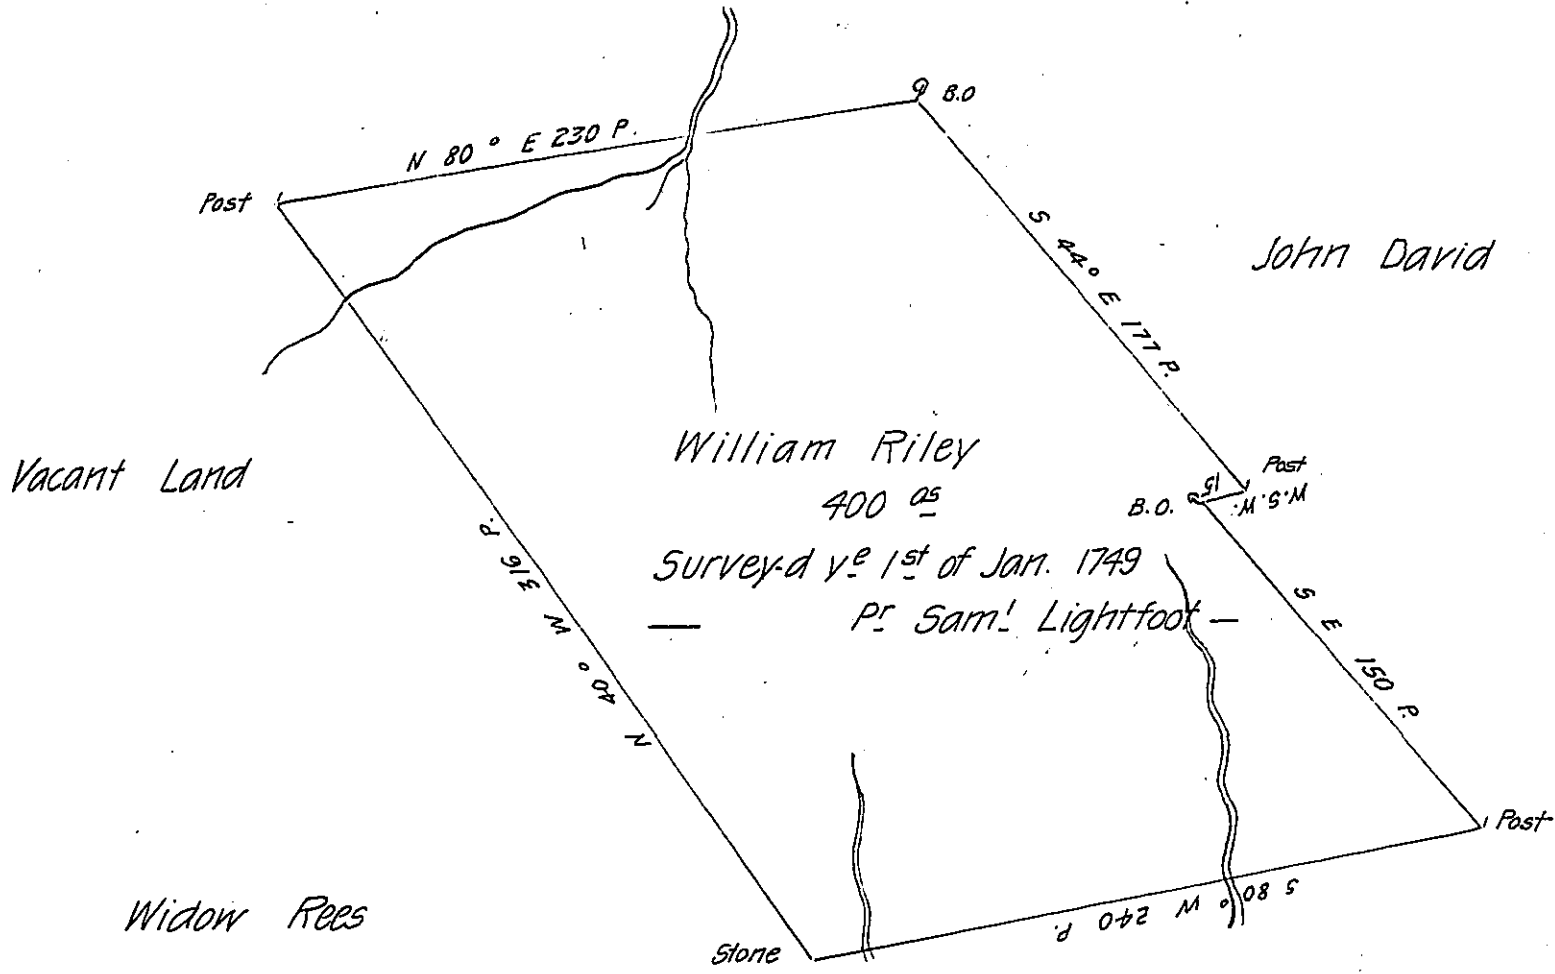 B.O
N 80° E 230 P.
Post
S 44° E 177 P.
John David
William Riley
400 as
Survey-d ye 1st of Jan. 1749
— Pr Saml Lightfoot —
Vacant Land
Post
W.S.W. 15
B.O.
S E 150 P.
N 40° W 316 P.
Post
S 80° W 240 P.
Widow Rees
Stone